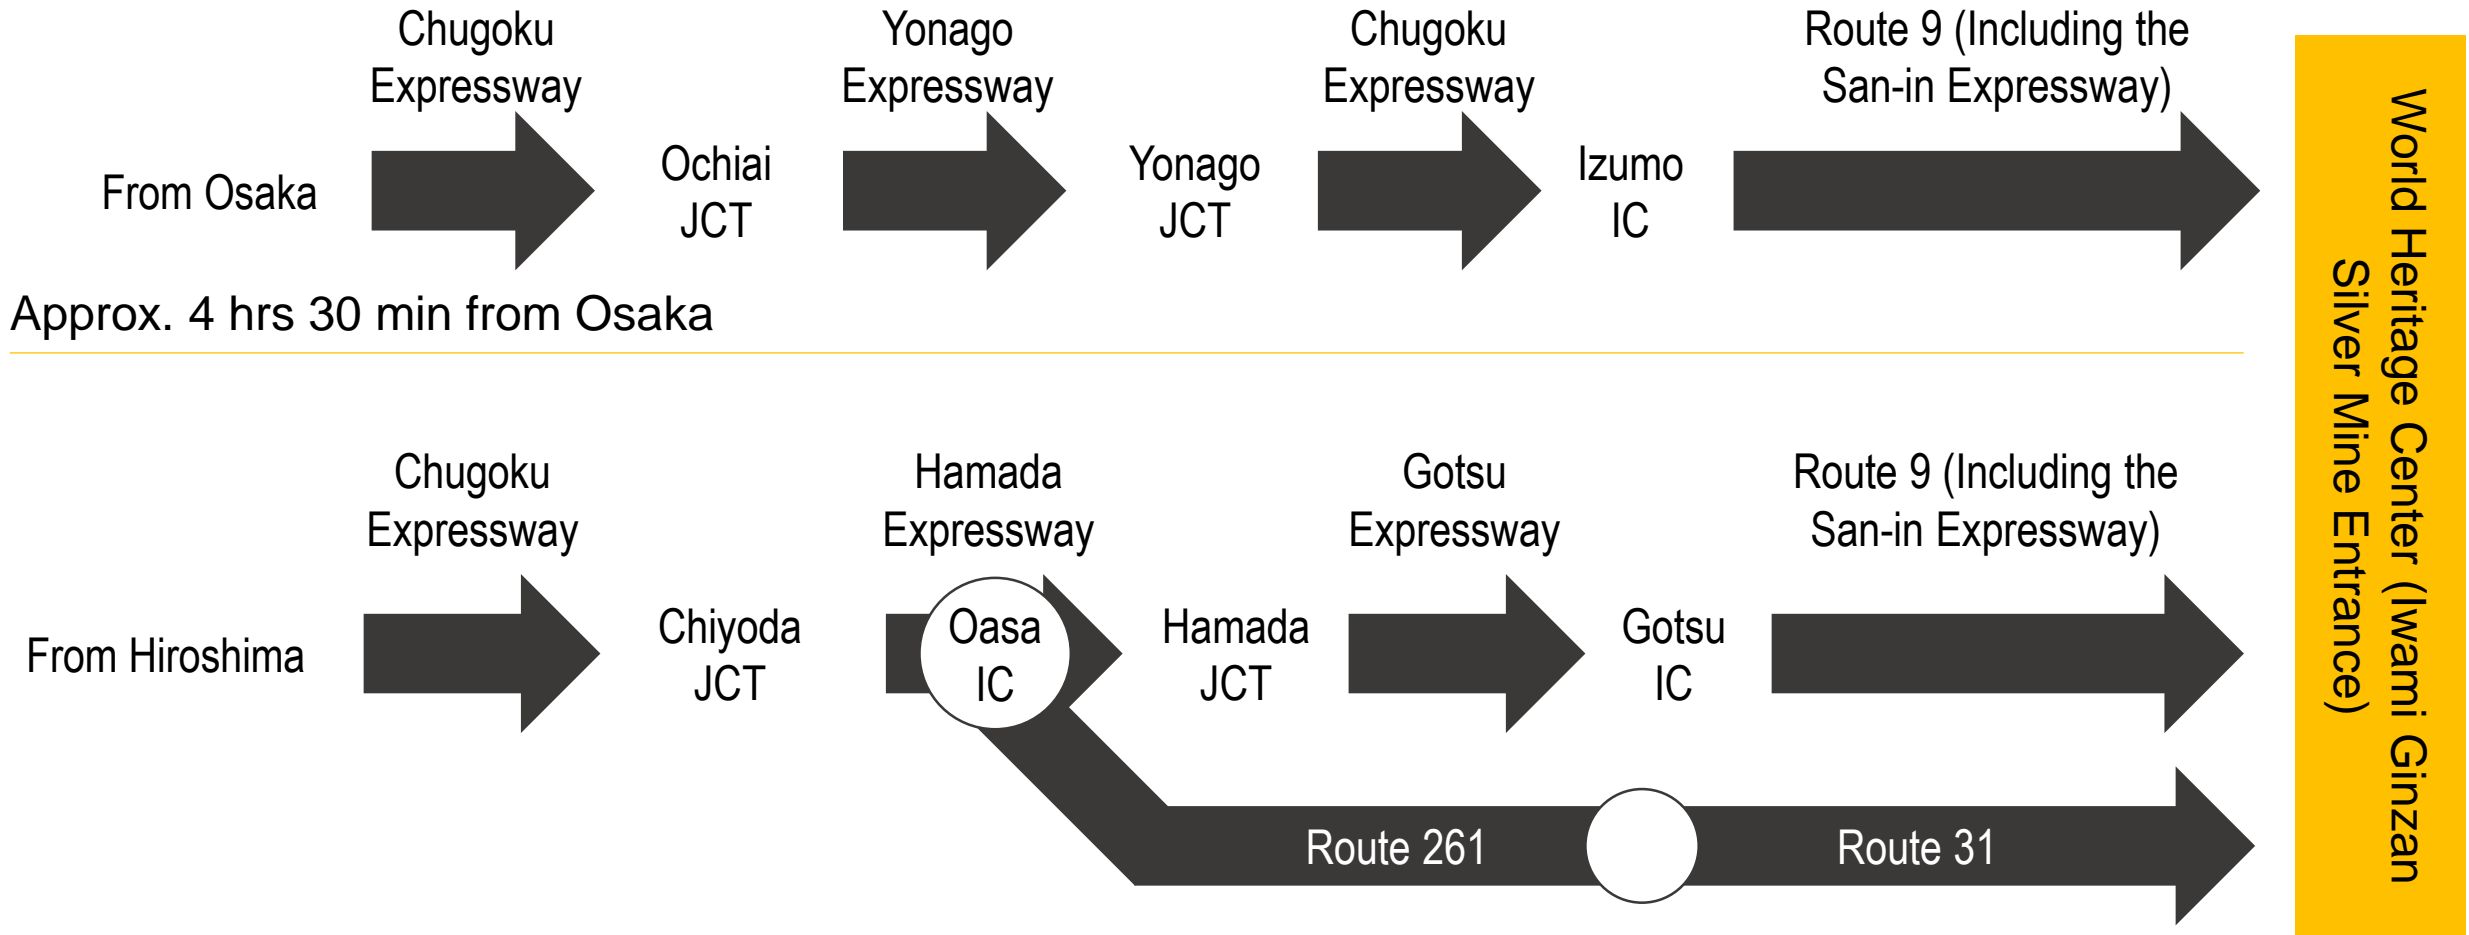 Chugoku
Expressway
Yonago
Expressway
Chugoku
Expressway
Route 9 (Including the
San-in Expressway)
From Osaka
Ochiai
JCT
Yonago
JCT
Izumo
IC
Approx. 4 hrs 30 min from Osaka
Chugoku
Expressway
Hamada
Expressway
Gotsu
Expressway
Route 9 (Including the
San-in Expressway)
From Hiroshima
Chiyoda
JCT
Oasa
IC
Hamada
JCT
Gotsu
IC
Route 261
Route 31
World Heritage Center (Iwami Ginzan
Silver Mine Entrance)